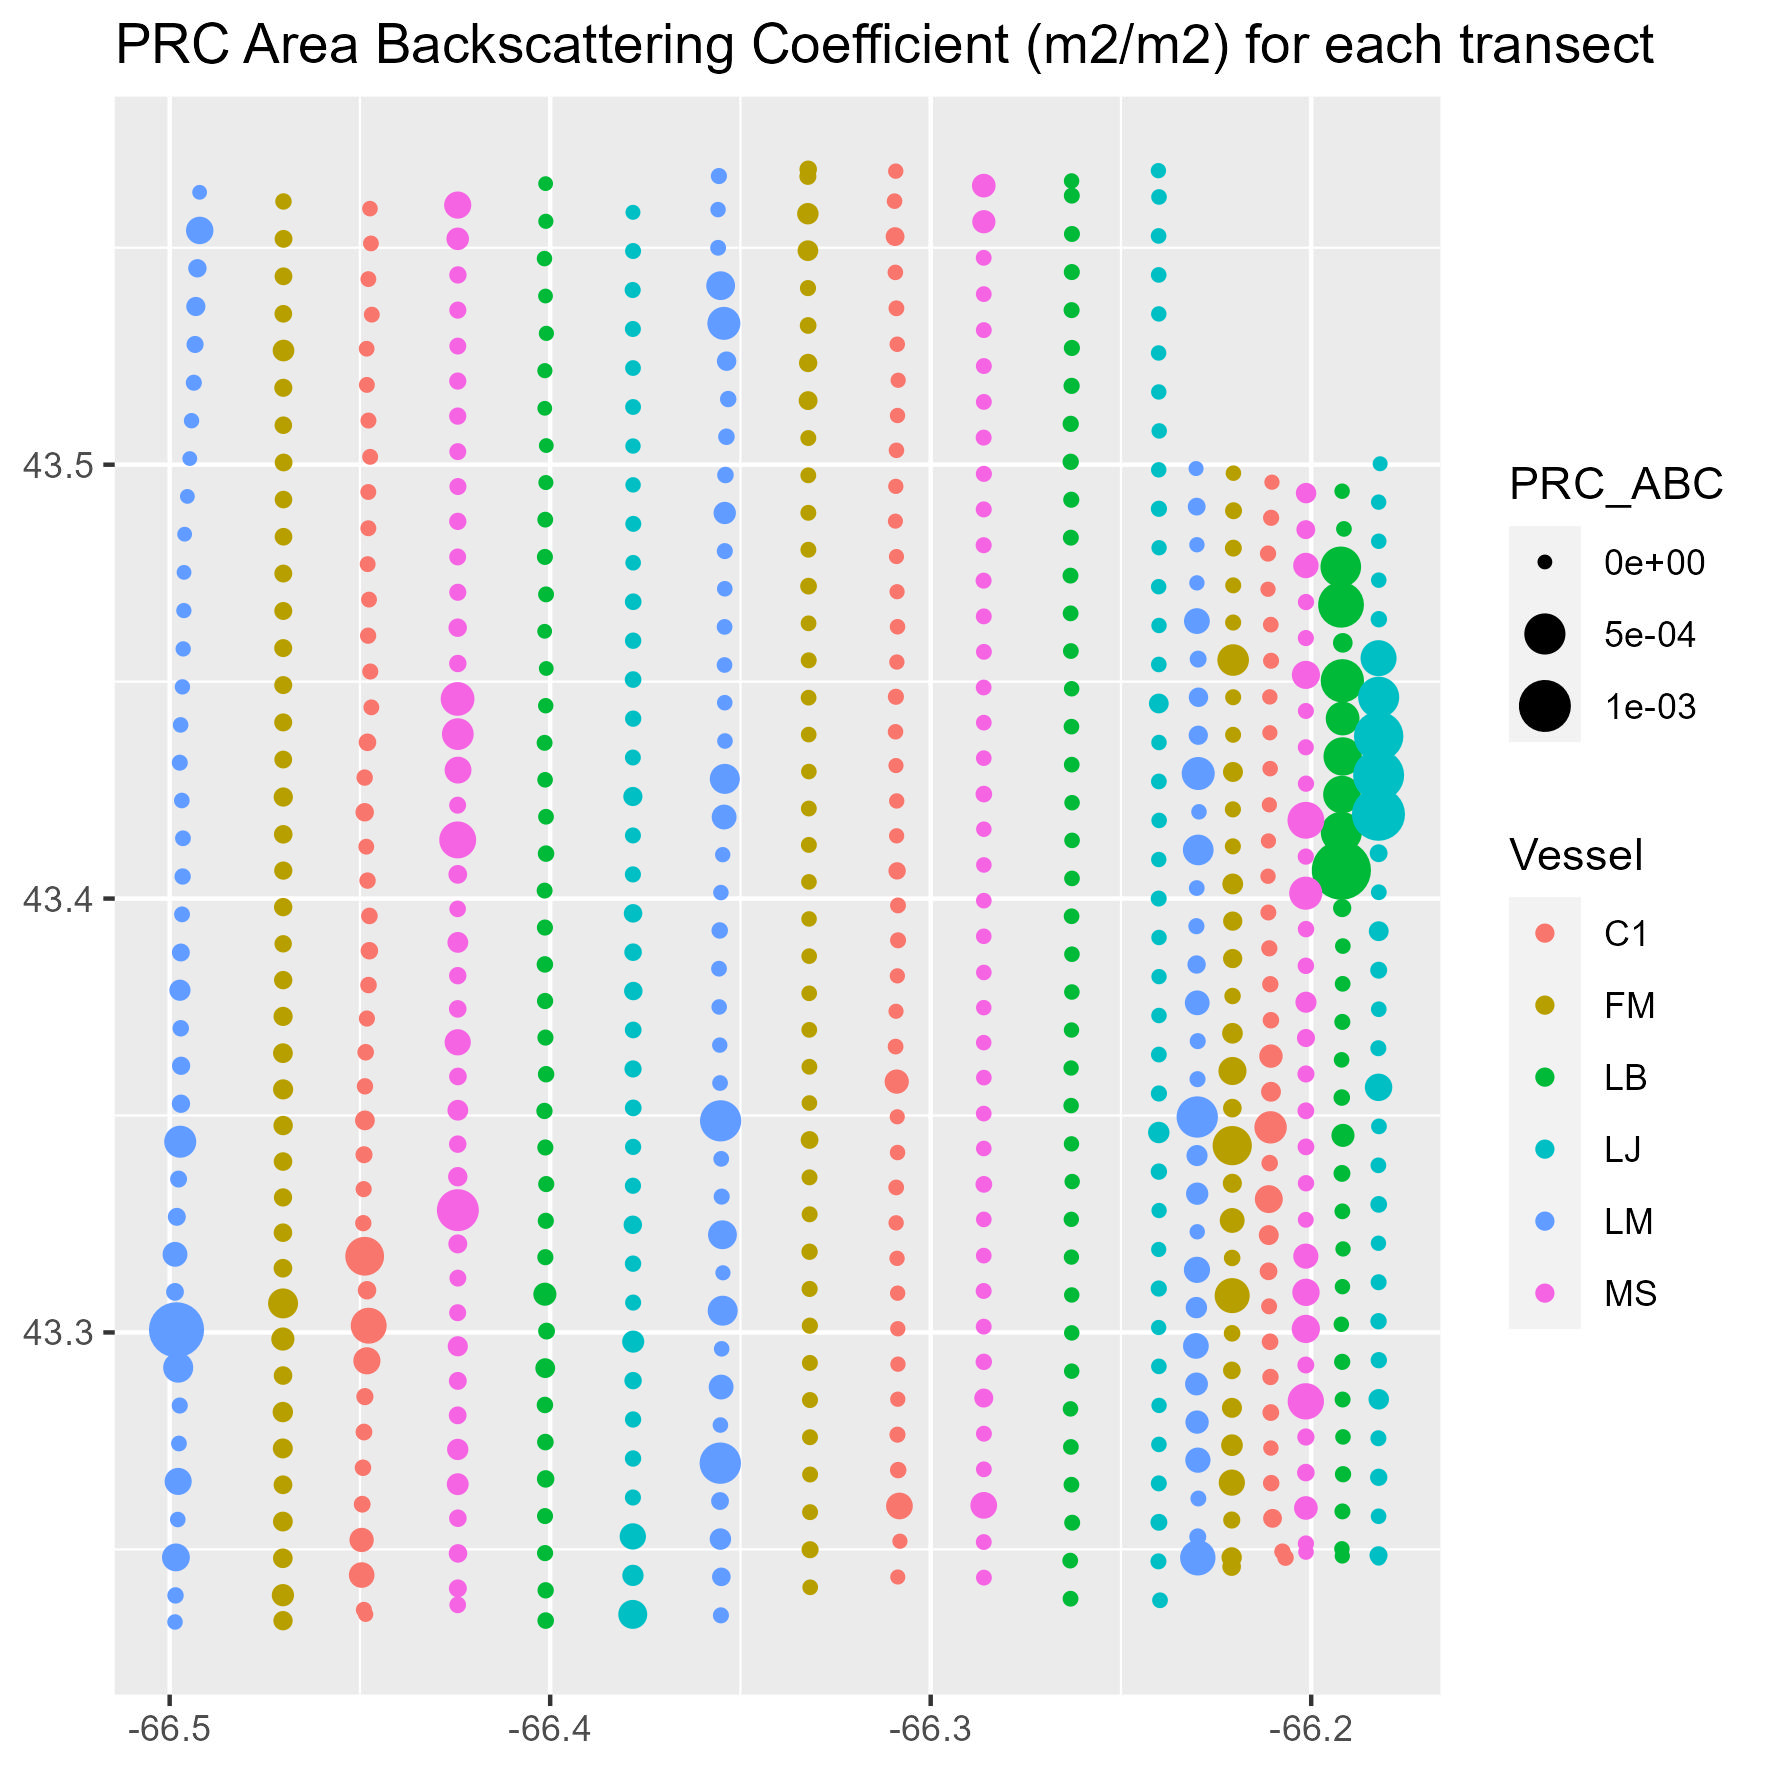 PRC Area Backscattering Coefficient (m2/m2) for each transect
43.5
43.4
43.3
-66.5
-66.4
-66.3
-66.2
PRC_ABC
0e+00
5e-04
1e-03
Vessel
C1
FM
LB
LJ
LM
MS